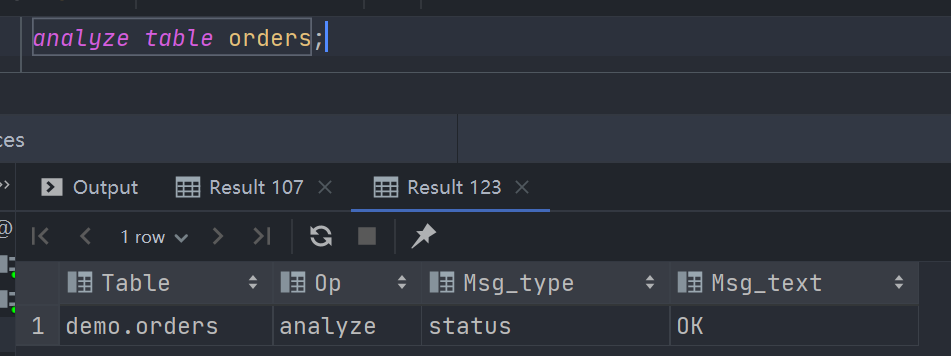 analyze table orders;
ces
Output Result 107 Result 123
@ 1 row
Table Op Msg_type Msg_text
1 demo.orders analyze status OK